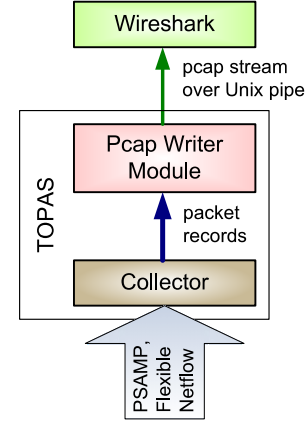 Wireshark
pcap stream
over Unix pipe
Pcap Writer
Module
TOPAS
packet
records
Collector
PSAMP,
Flexible
Netflow